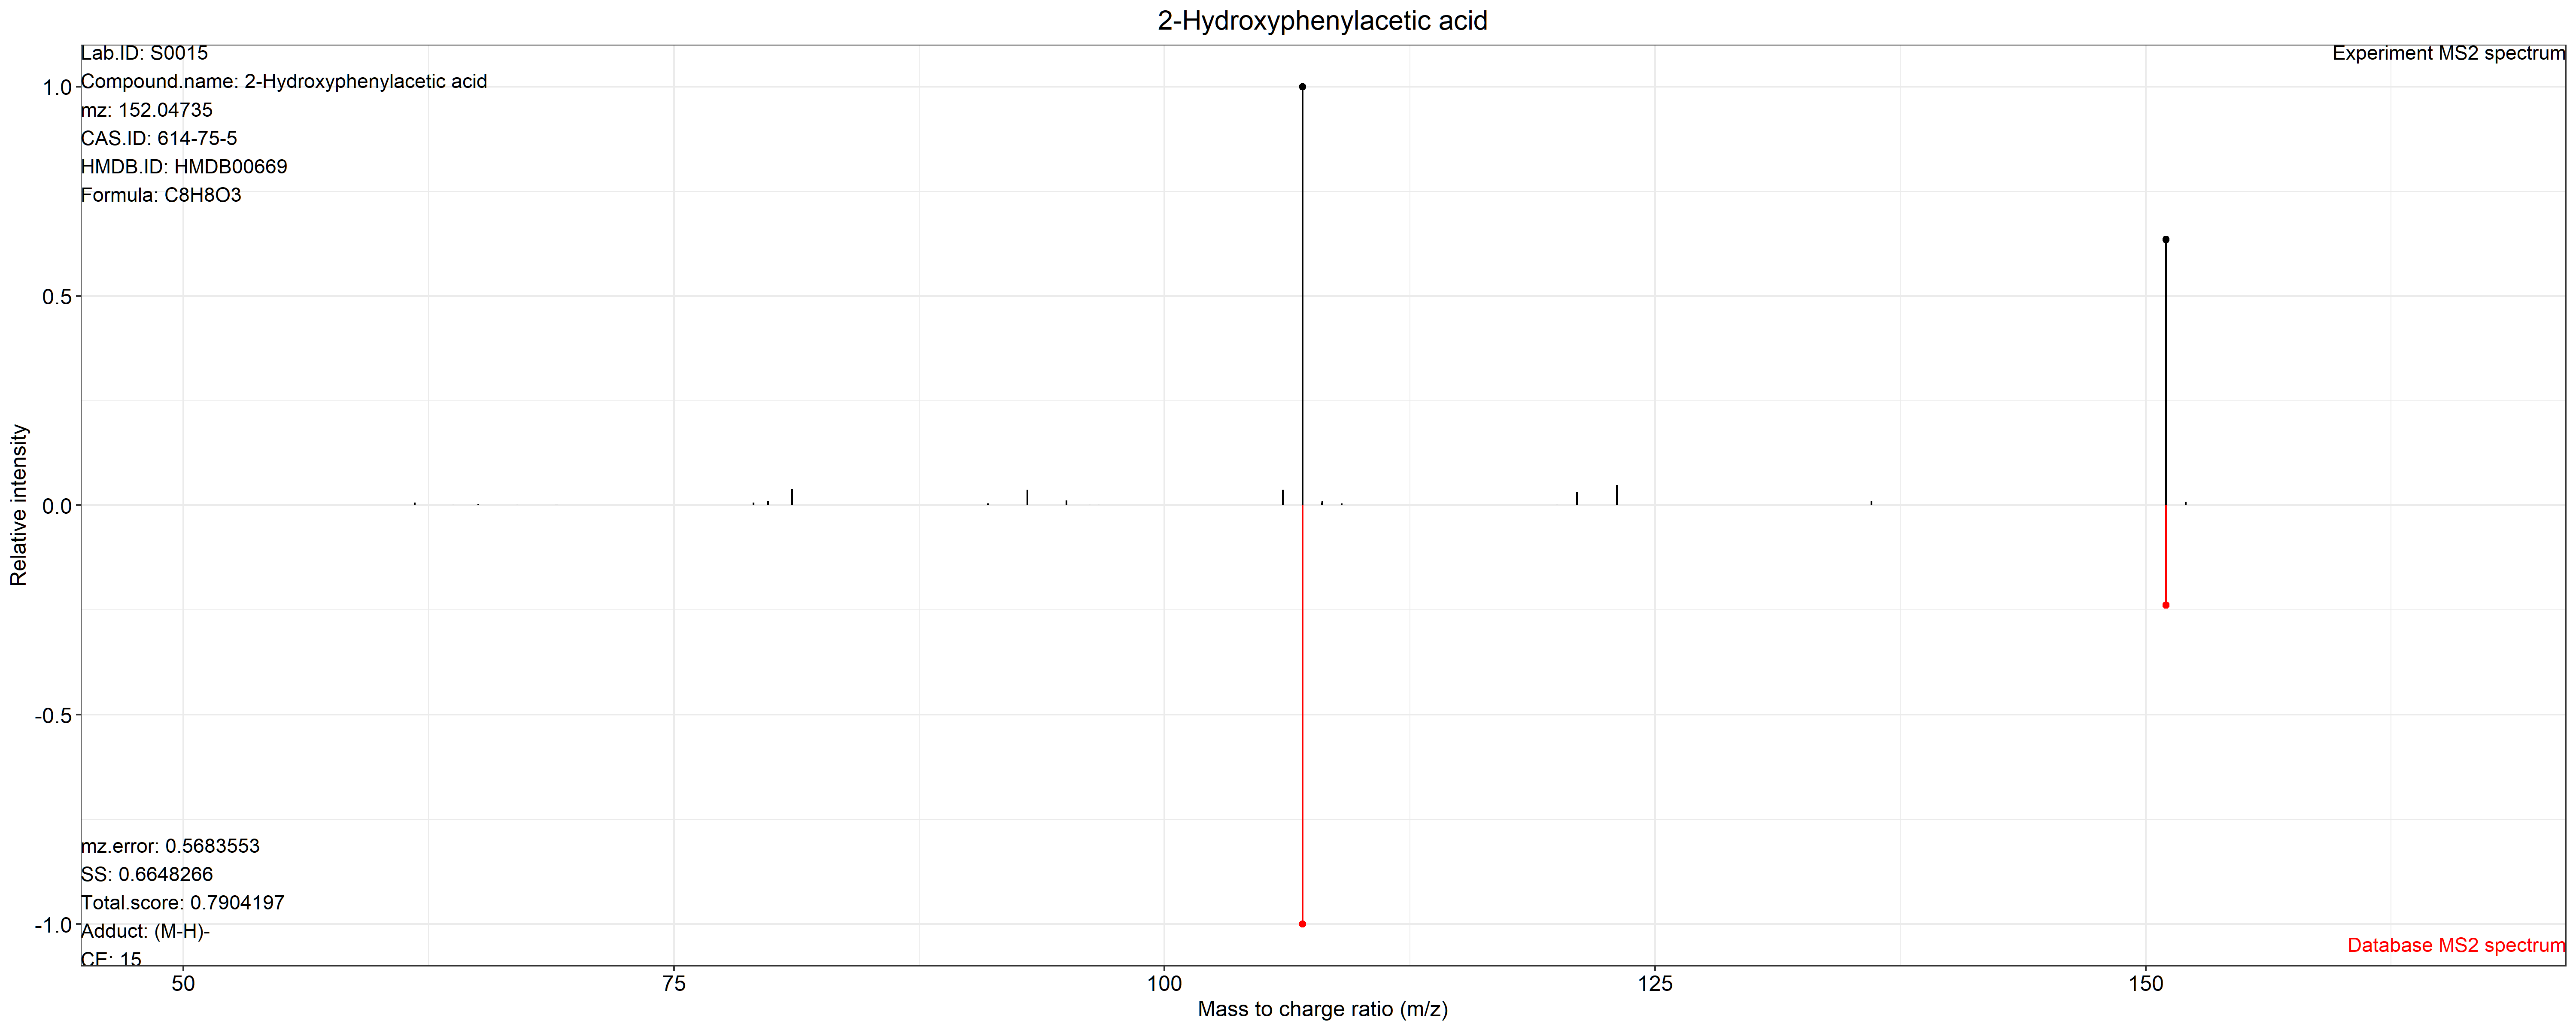 2-Hydroxyphenylacetic acid
Lab.ID: S0015
Experiment MS2 spectrum
Compound.name: 2-Hydroxyphenylacetic acid
mz: 152.04735
CAS.ID: 614-75-5
HMDB.ID: HMDB00669
Formula: C8H8O3
1.0
0.5
0.0
-0.5
-1.0
Relative intensity
mz.error: 0.5683553
SS: 0.6648266
Total.score: 0.7904197
Adduct: (M-H)-
CE: 15
Database MS2 spectrum
50 75 100 125 150
Mass to charge ratio (m/z)